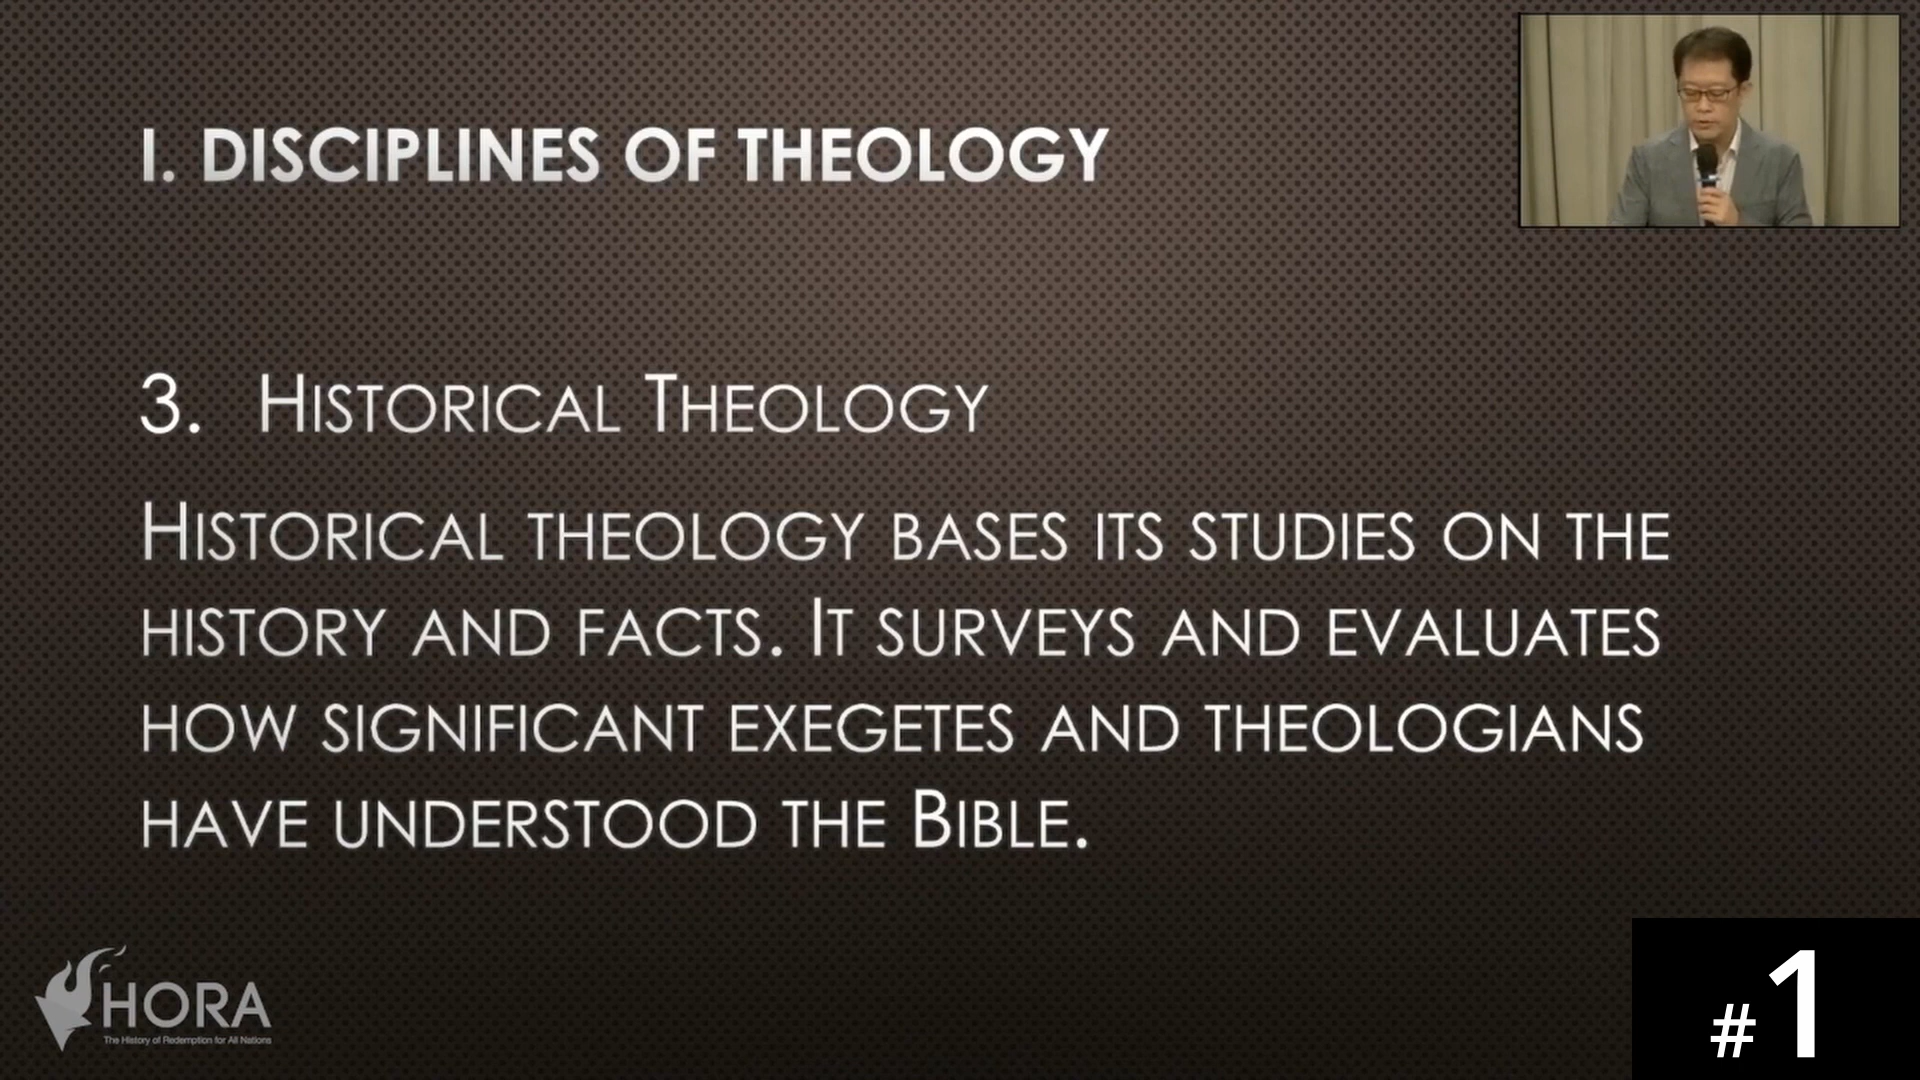 I. DISCIPLINES OF THEOLOGY
3. HISTORICAL THEOLOGY
HISTORICAL THEOLOGY BASES ITS STUDIES ON THE
HISTORY AND FACTS. IT SURVEYS AND EVALUATES
HOW SIGNIFICANT EXEGETES AND THEOLOGIANS
HAVE UNDERSTOOD THE BIBLE.
HORA
The History of Redemption for All Nations
#1